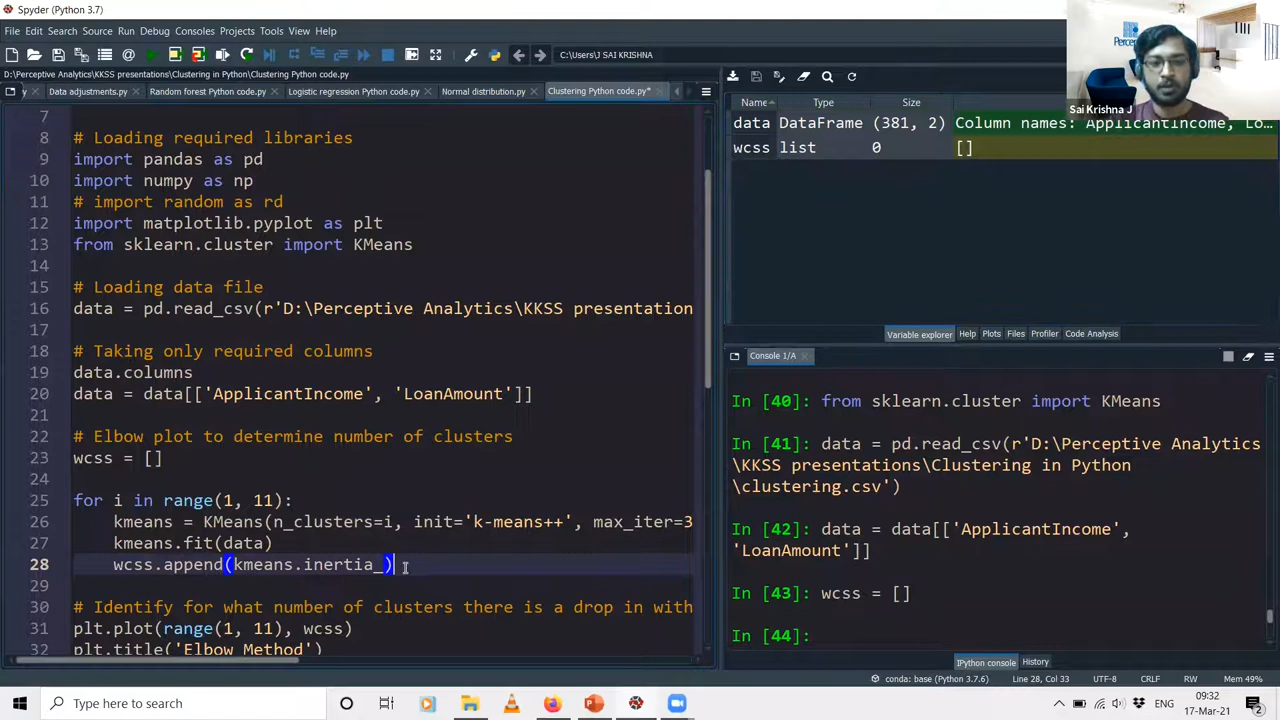 Spyder (Python 3.7)
File Edit Search Source Run Debug Consoles Projects Tools View Help
C:\Users\J SAI KRISHNA
D:\Perceptive Analytics\KKSS presentations\Clustering in Python\Clustering Python code.py
y Data adjustments.py Random forest Python code.py Logistic regression Python code.py Normal distribution.py Clustering Python code.py*
7
8 # Loading required libraries
9 import pandas as pd
10 import numpy as np
11 # import random as rd
12 import matplotlib.pyplot as plt
13 from sklearn.cluster import KMeans
14
15 # Loading data file
16 data = pd.read_csv(r'D:\Perceptive Analytics\KKSS presentation
17
18 # Taking only required columns
19 data.columns
20 data = data[['ApplicantIncome', 'LoanAmount']]
21
22 # Elbow plot to determine number of clusters
23 wcss = []
24
25 for i in range(1, 11):
26 kmeans = KMeans(n_clusters=i, init='k-means++', max_iter=3
27 kmeans.fit(data)
28 wcss.append(kmeans.inertia_)
29
30 # Identify for what number of clusters there is a drop in with
31 plt.plot(range(1, 11), wcss)
32 plt.title('Elbow Method')
Name Type Size
data DataFrame (381, 2) Column names: ApplicantIncome, Lo...
wcss list 0 []
Variable explorer Help Plots Files Profiler Code Analysis
Console 1/A
In [40]: from sklearn.cluster import KMeans
In [41]: data = pd.read_csv(r'D:\Perceptive Analytics
\KKSS presentations\Clustering in Python
\clustering.csv')
In [42]: data = data[['ApplicantIncome',
'LoanAmount']]
In [43]: wcss = []
In [44]:
IPython console History
conda: base (Python 3.7.6) Line 28, Col 33 UTF-8 CRLF RW Mem 49%
Type here to search
ENG
09:32
17-Mar-21
2
Sai Krishna J